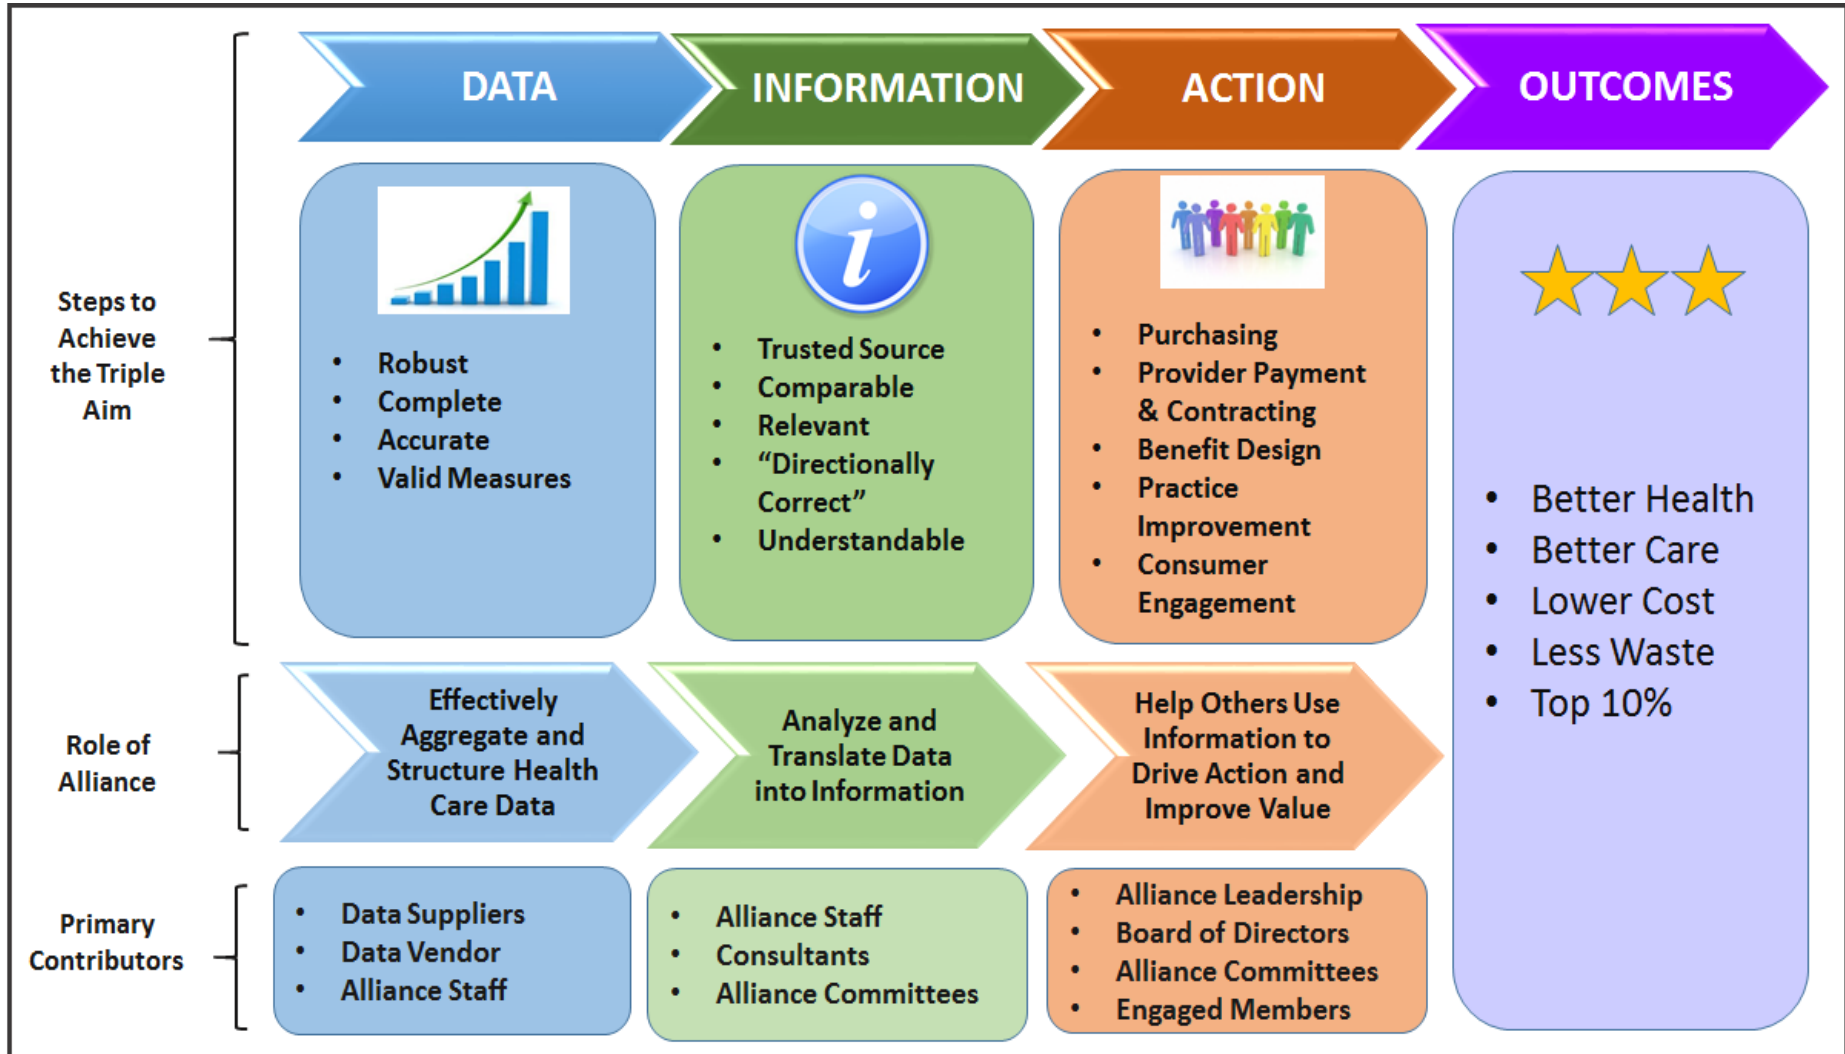 DATA
INFORMATION
ACTION
OUTCOMES
Steps to
Achieve
the Triple
Aim
• Robust
• Complete
• Accurate
• Valid Measures
i
• Trusted Source
• Comparable
• Relevant
• “Directionally
Correct”
• Understandable
• Purchasing
• Provider Payment
& Contracting
• Benefit Design
• Practice
Improvement
• Consumer
Engagement
• Better Health
• Better Care
• Lower Cost
• Less Waste
• Top 10%
Role of
Alliance
Effectively
Aggregate and
Structure Health
Care Data
Analyze and
Translate Data
into Information
Help Others Use
Information to
Drive Action and
Improve Value
Primary
Contributors
• Data Suppliers
• Data Vendor
• Alliance Staff
• Alliance Staff
• Consultants
• Alliance Committees
• Alliance Leadership
• Board of Directors
• Alliance Committees
• Engaged Members